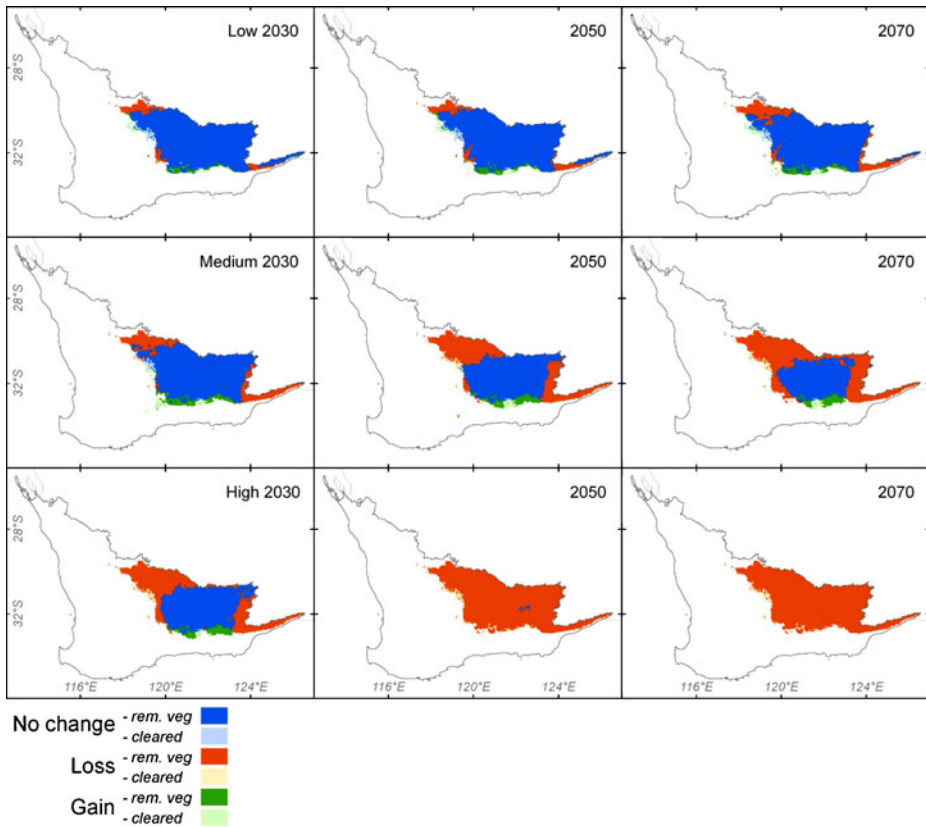 Low 2030
2050
2070
28°S
32°S
Medium 2030
2050
2070
28°S
32°S
High 2030
2050
2070
28°S
32°S
116°E 120°E 124°E 116°E 120°E 124°E 116°E 120°E 124°E
No change - rem. veg
- cleared
Loss - rem. veg
- cleared
Gain - rem. veg
- cleared